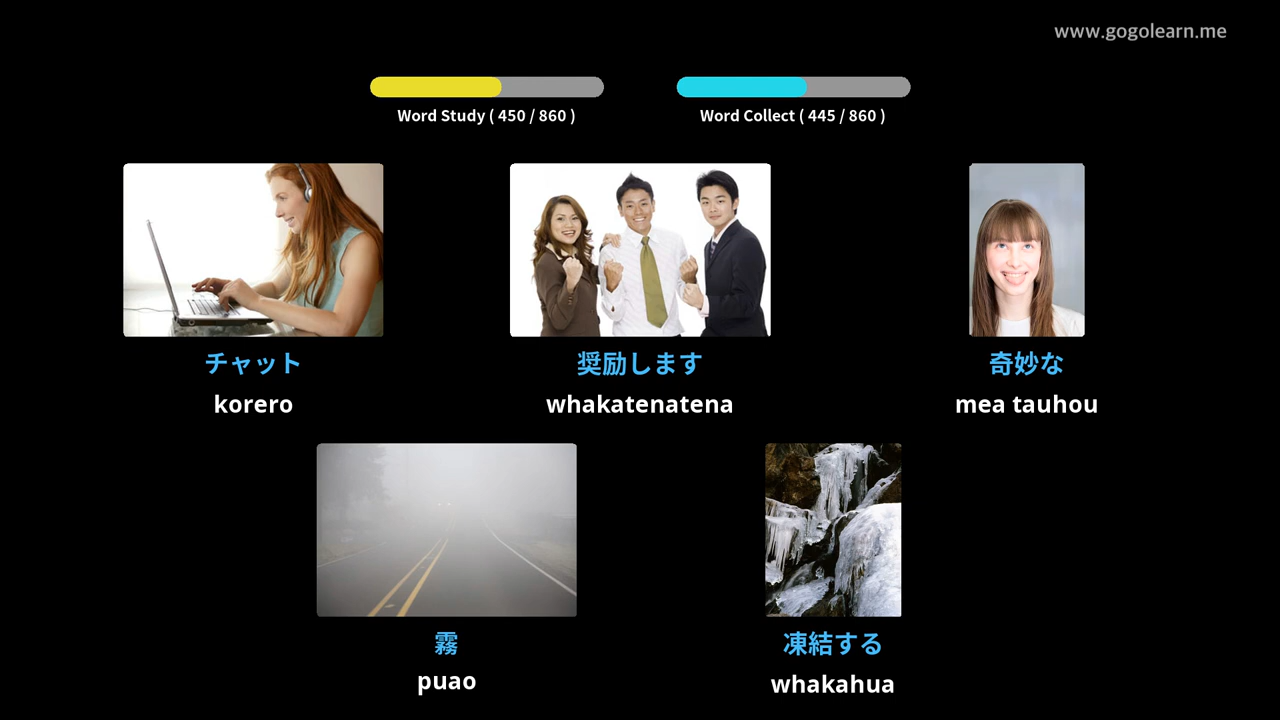 www.gogolearn.me
Word Study ( 450 / 860 )
Word Collect ( 445 / 860 )
チャット
korero
奨励します
whakatenatena
奇妙な
mea tauhou
霧
puao
凍結する
whakahua